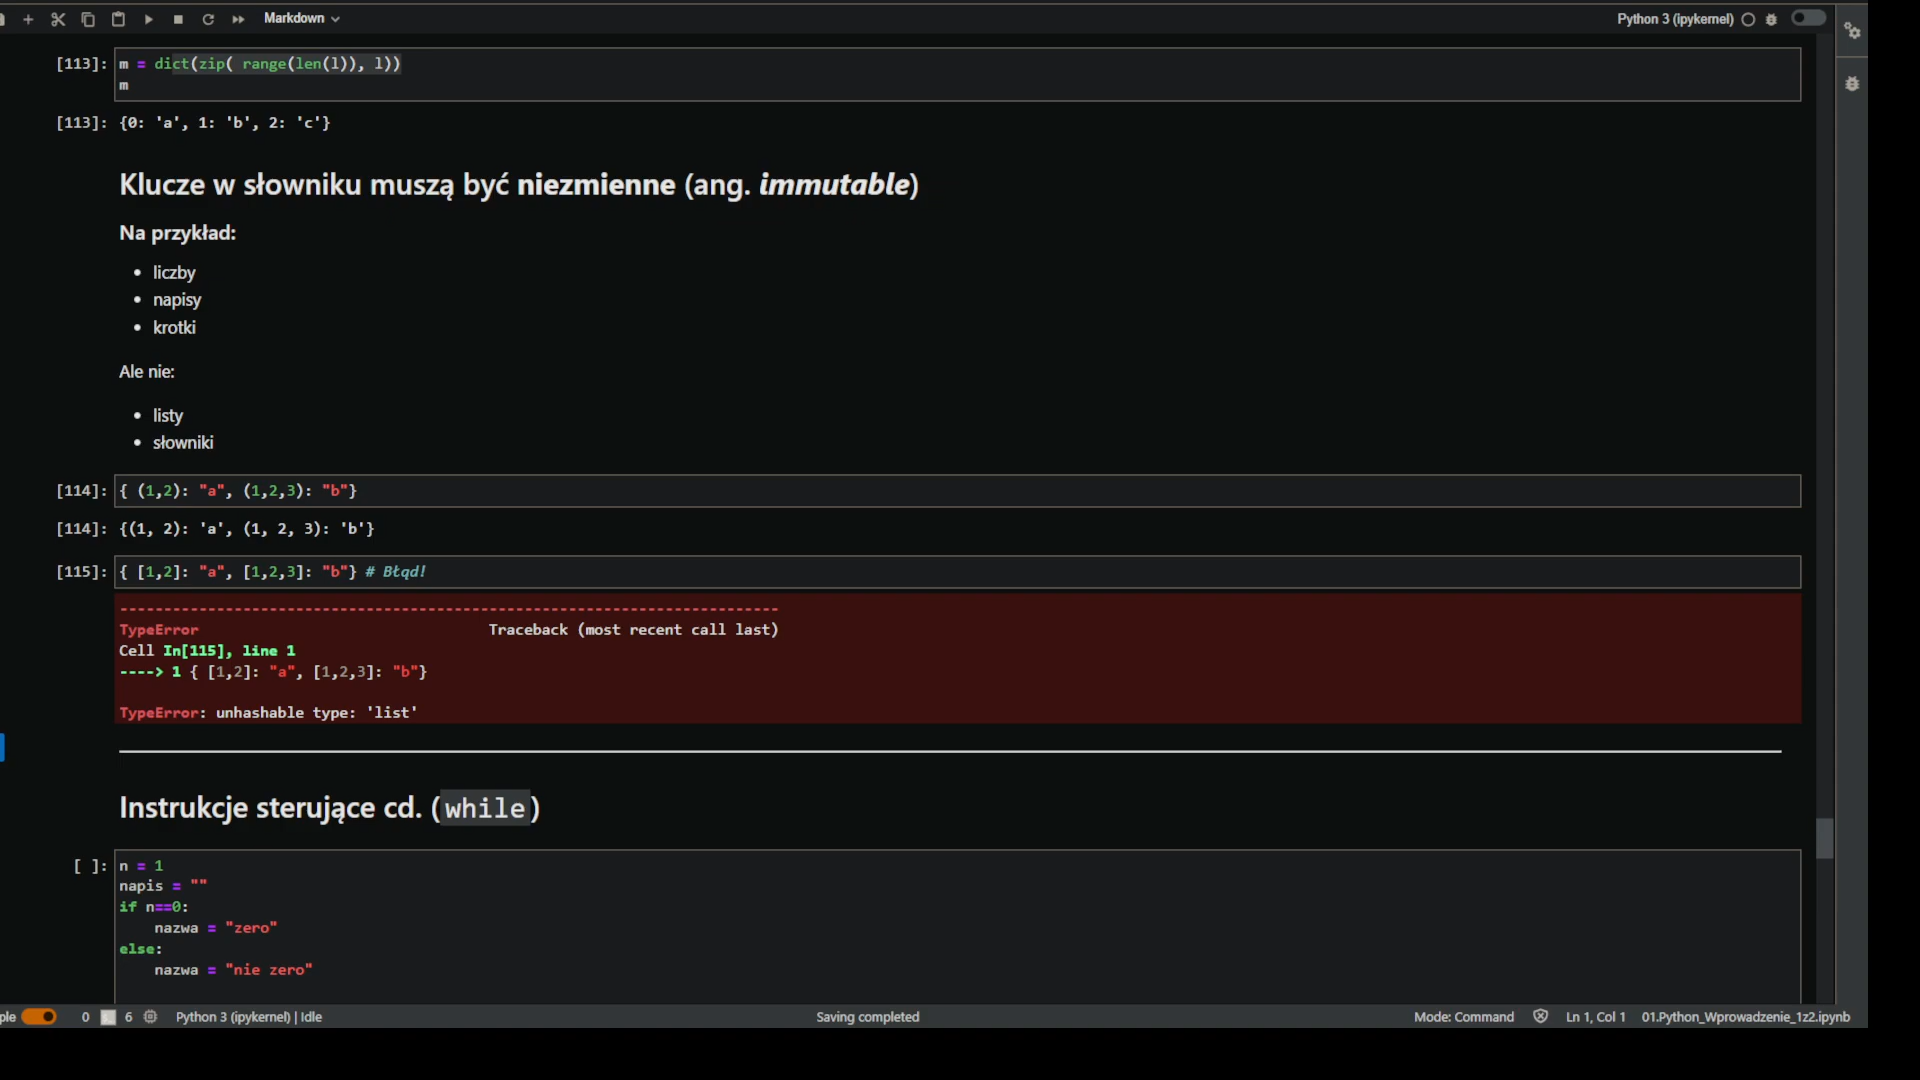 Markdown
Python 3 (ipykernel)
[113]: m = dict(zip( range(len(l)), l))
m
[113]: {0: 'a', 1: 'b', 2: 'c'}
Klucze w słowniku muszą być niezmienne (ang. immutable)
Na przykład:
• liczby
• napisy
• krotki
Ale nie:
• listy
• słowniki
[114]: { (1,2): "a", (1,2,3): "b"}
[114]: {(1, 2): 'a', (1, 2, 3): 'b'}
[115]: { [1,2]: "a", [1,2,3]: "b"} # Błąd!
---------------------------------------------------------------------------
TypeError                                 Traceback (most recent call last)
Cell In[115], line 1
----> 1 { [1,2]: "a", [1,2,3]: "b"}
TypeError: unhashable type: 'list'
Instrukcje sterujące cd. (while)
[ ]: n = 1
napis = ""
if n==0:
    nazwa = "zero"
else:
    nazwa = "nie zero"
ple 0 6 Python 3 (ipykernel) | Idle Saving completed Mode: Command Ln 1, Col 1 01.Python_Wprowadzenie_1z2.ipynb